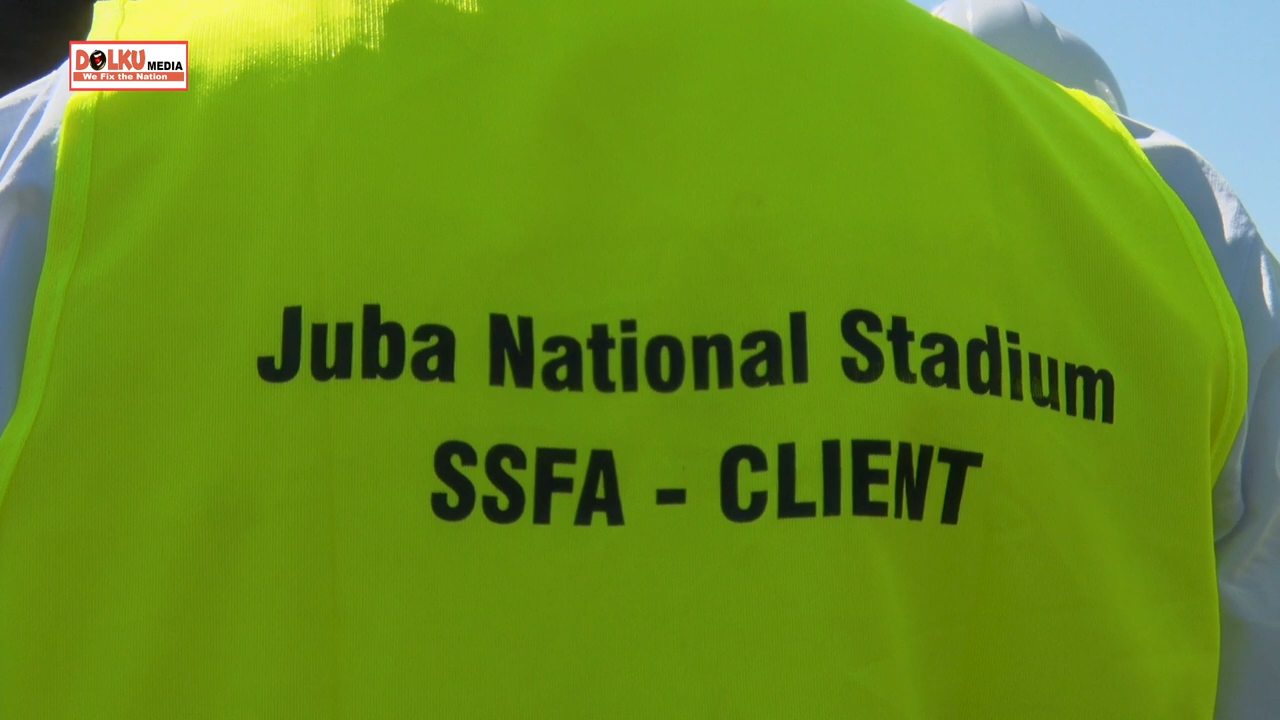 DOLKU MEDIA
We Fix the Nation
Juba National Stadium
SSFA - CLIENT